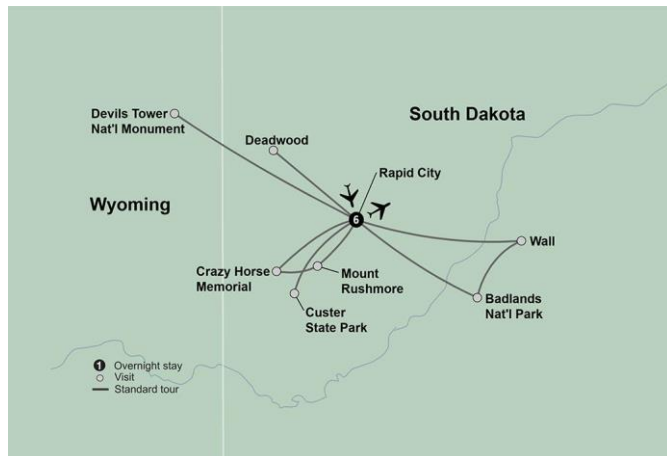 Devils Tower
Nat'l Monument
Deadwood
South Dakota
Rapid City
Wyoming
6
Wall
Crazy Horse
Memorial
Mount
Rushmore
Custer
State Park
Badlands
Nat'l Park
1 Overnight stay
Visit
Standard tour